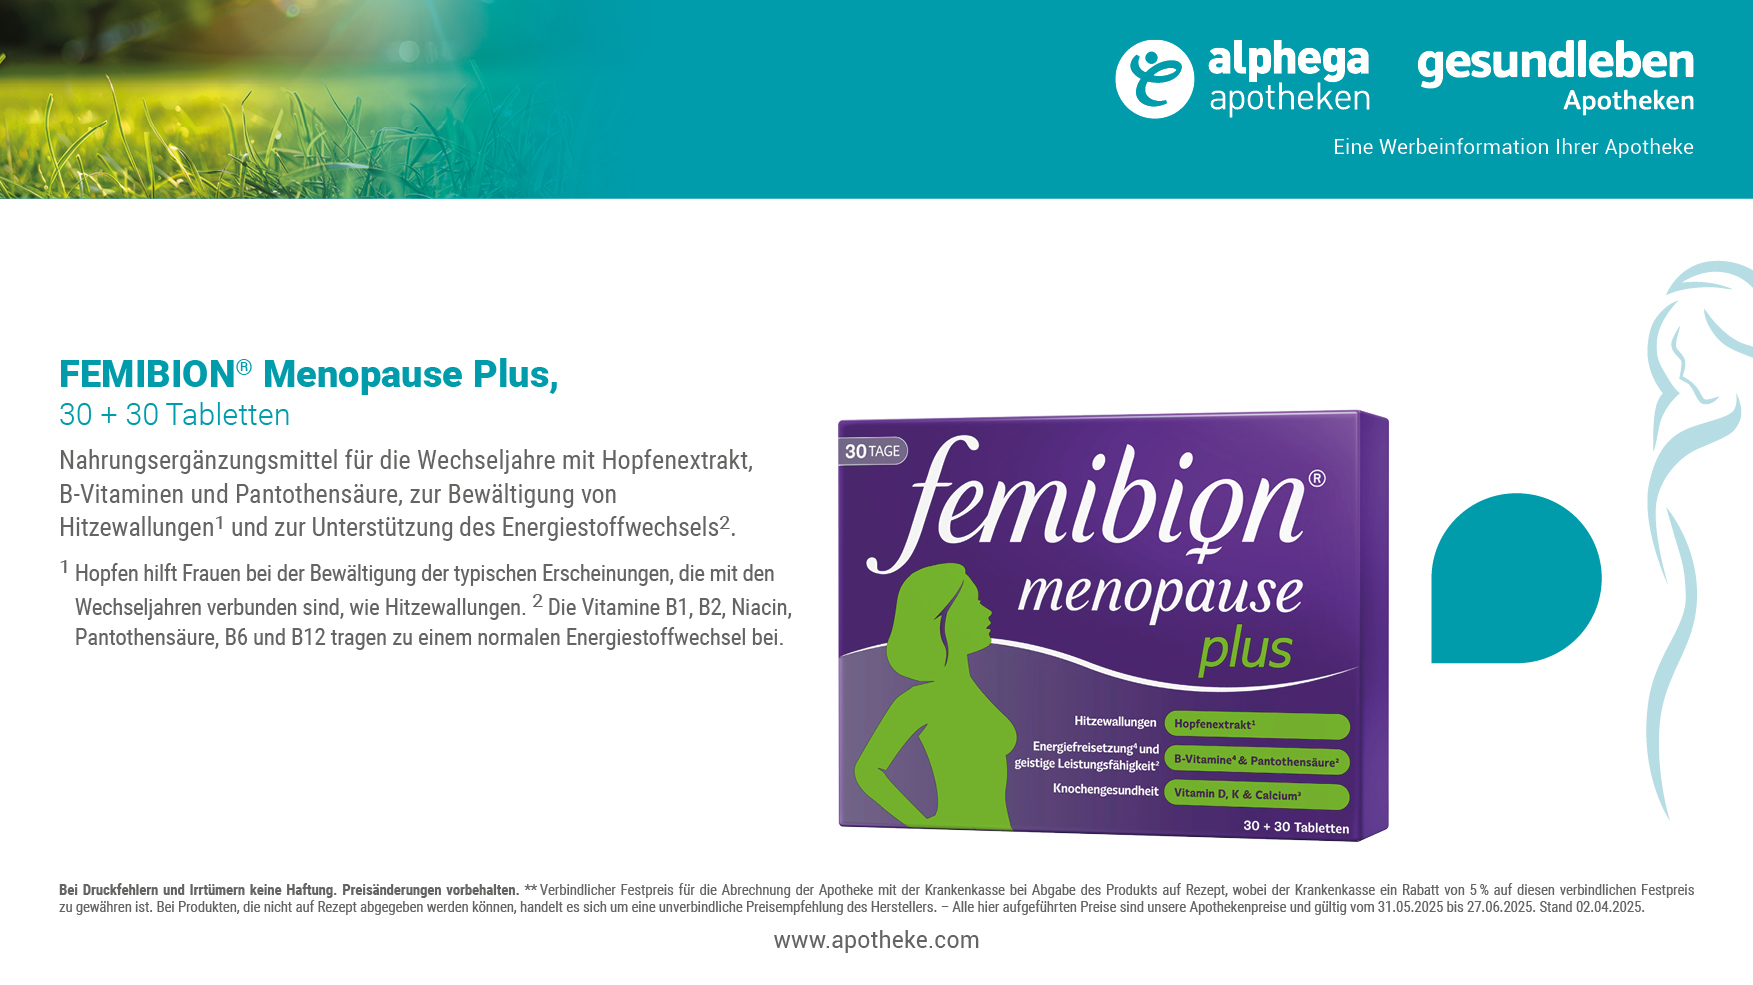 alphega
apotheken
gesundleben
Apotheken
Eine Werbeinformation Ihrer Apotheke
FEMIBION® Menopause Plus,
30 + 30 Tabletten
Nahrungsergänzungsmittel für die Wechseljahre mit Hopfenextrakt,
B-Vitaminen und Pantothensäure, zur Bewältigung von
Hitzewallungen¹ und zur Unterstützung des Energiestoffwechsels².
¹ Hopfen hilft Frauen bei der Bewältigung der typischen Erscheinungen, die mit den
Wechseljahren verbunden sind, wie Hitzewallungen. ² Die Vitamine B1, B2, Niacin,
Pantothensäure, B6 und B12 tragen zu einem normalen Energiestoffwechsel bei.
30 TAGE
femibion®
menopause
plus
Hitzewallungen Hopfenextrakt¹
Energiefreisetzung⁴ und
geistige Leistungsfähigkeit² B-Vitamine⁴ & Pantothensäure²
Knochengesundheit Vitamin D, K & Calcium³
30 + 30 Tabletten
Bei Druckfehlern und Irrtümern keine Haftung. Preisänderungen vorbehalten. ** Verbindlicher Festpreis für die Abrechnung der Apotheke mit der Krankenkasse bei Abgabe des Produkts auf Rezept, wobei der Krankenkasse ein Rabatt von 5 % auf diesen verbindlichen Festpreis
zu gewähren ist. Bei Produkten, die nicht auf Rezept abgegeben werden können, handelt es sich um eine unverbindliche Preisempfehlung des Herstellers. – Alle hier aufgeführten Preise sind unsere Apothekenpreise und gültig vom 31.05.2025 bis 27.06.2025. Stand 02.04.2025.
www.apotheke.com